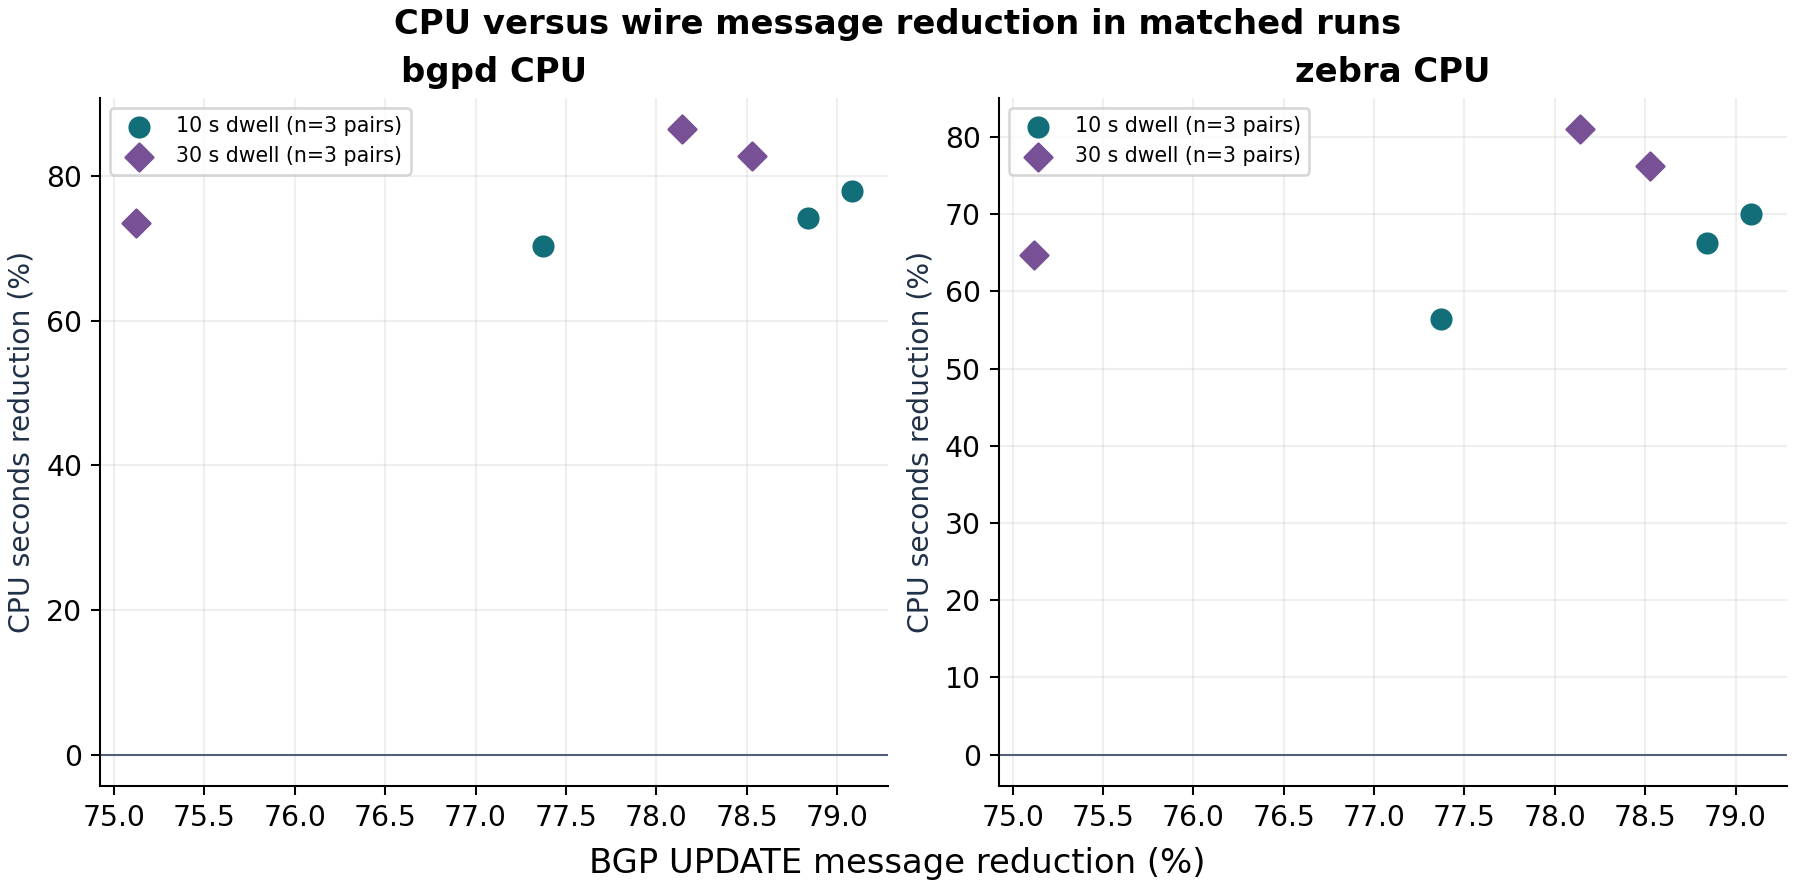 CPU versus wire message reduction in matched runs
bgpd CPU
10 s dwell (n=3 pairs)
30 s dwell (n=3 pairs)
CPU seconds reduction (%)
80
60
40
20
0
75.0 75.5 76.0 76.5 77.0 77.5 78.0 78.5 79.0
zebra CPU
10 s dwell (n=3 pairs)
30 s dwell (n=3 pairs)
CPU seconds reduction (%)
80
70
60
50
40
30
20
10
0
75.0 75.5 76.0 76.5 77.0 77.5 78.0 78.5 79.0
BGP UPDATE message reduction (%)